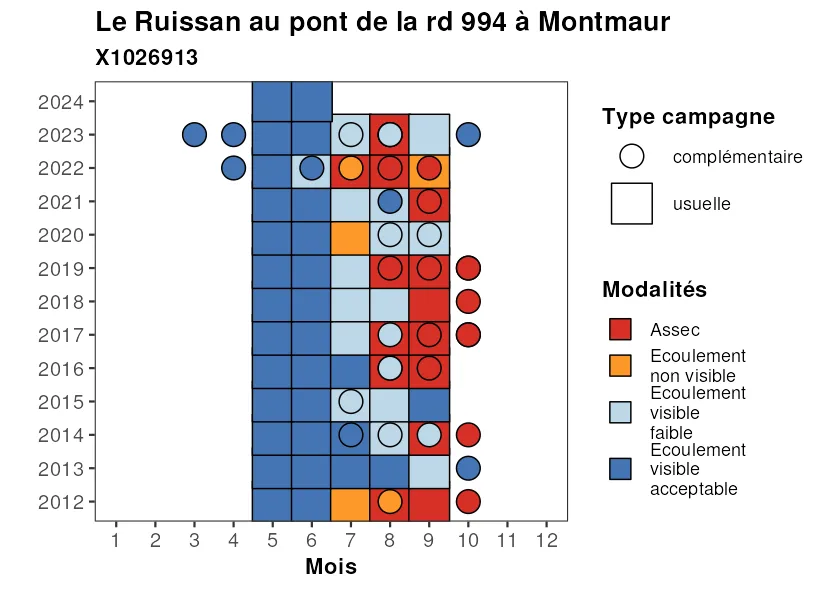 Le Ruissan au pont de la rd 994 à Montmaur
X1026913
2024
2023
2022
2021
2020
2019
2018
2017
2016
2015
2014
2013
2012
1 2 3 4 5 6 7 8 9 10 11 12
Mois
Type campagne
complémentaire
usuelle
Modalités
Assec
Ecoulement
non visible
Ecoulement
visible
faible
Ecoulement
visible
acceptable